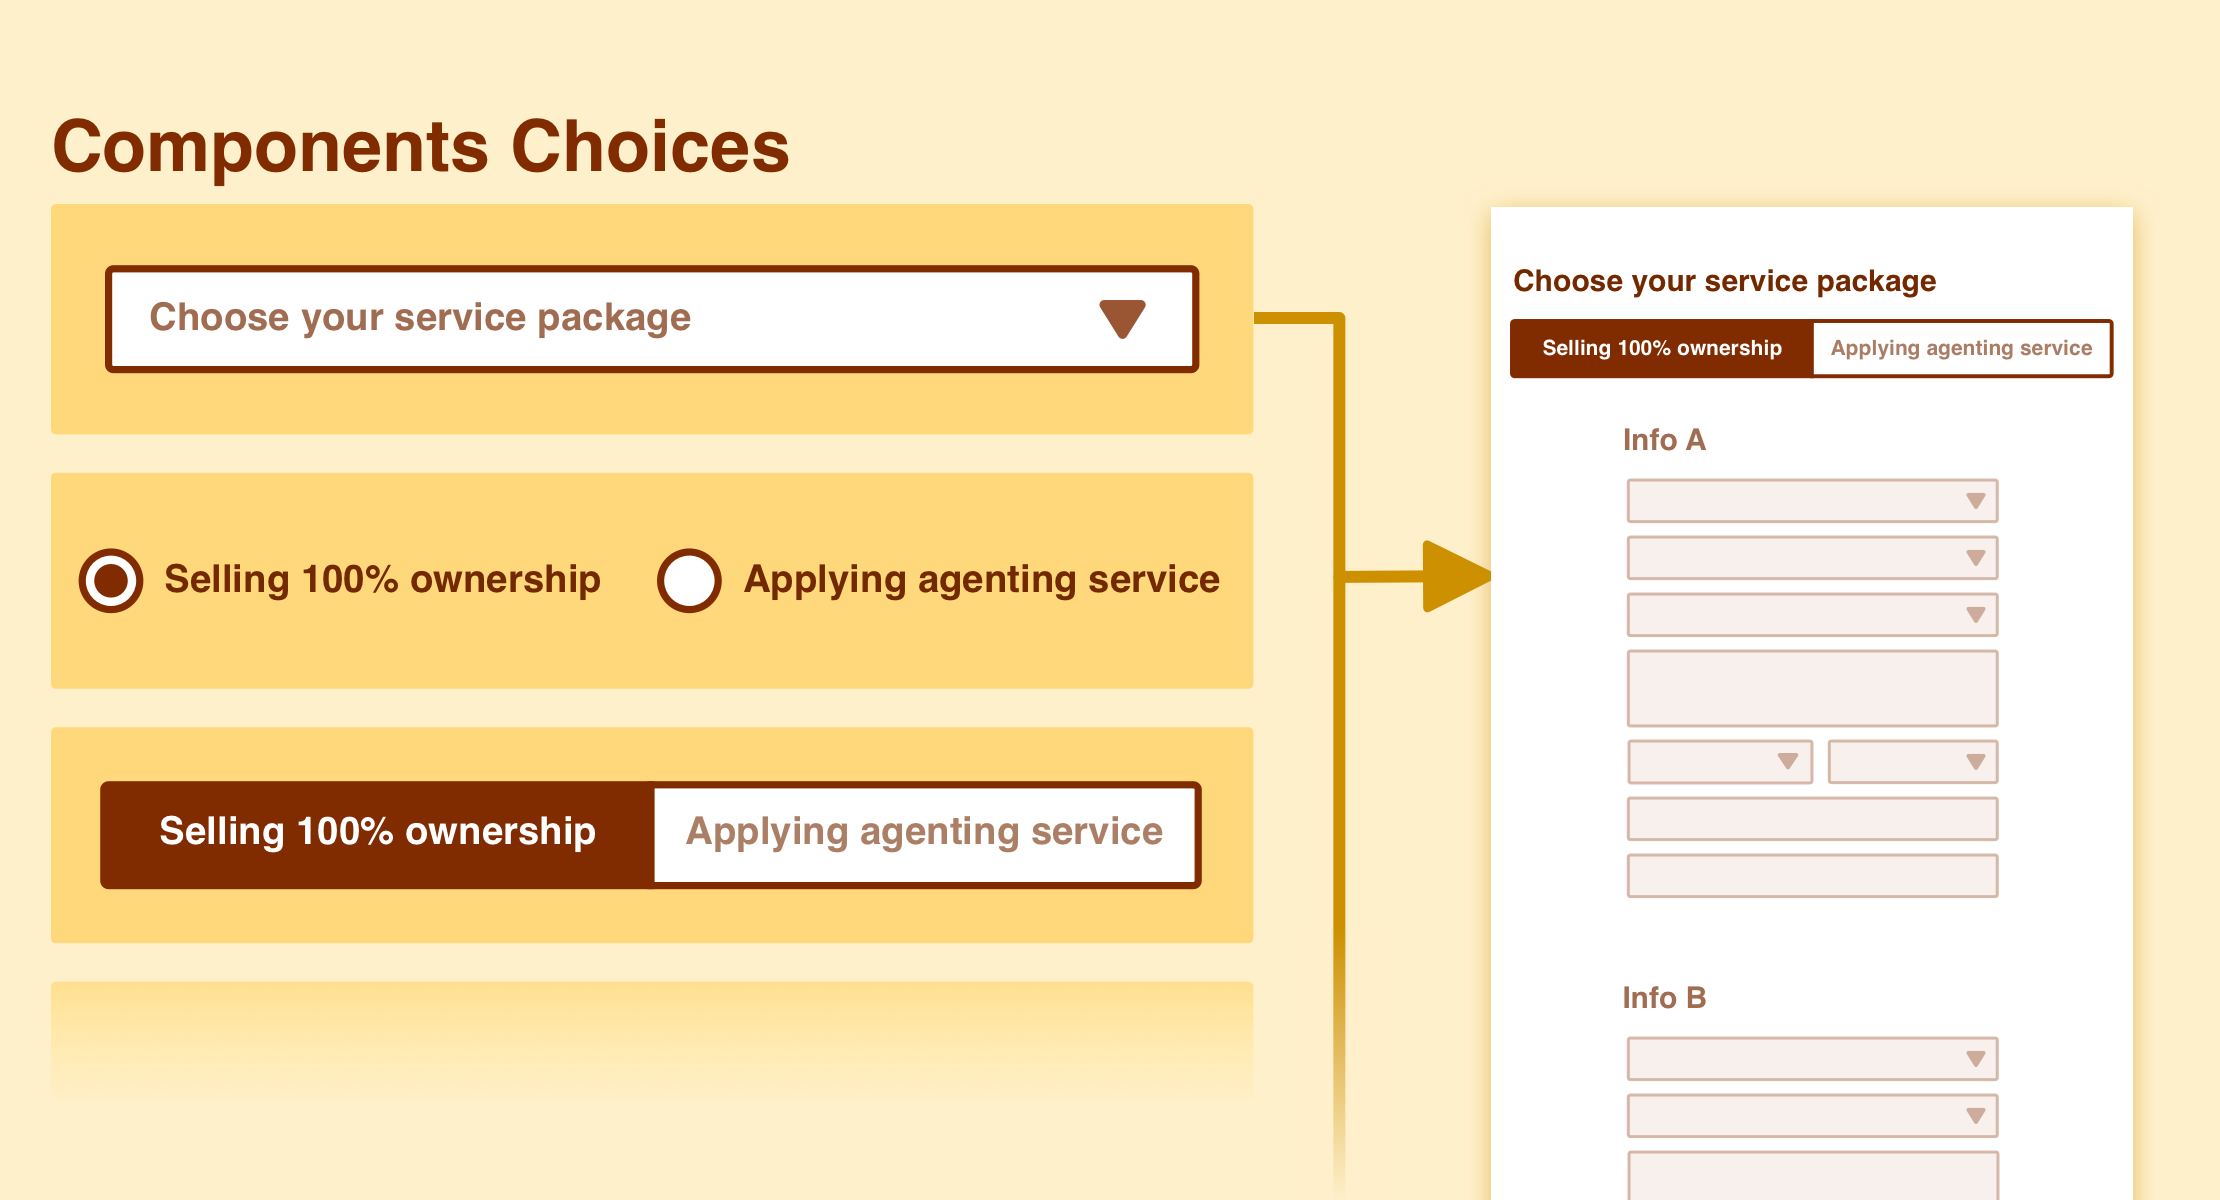 Components Choices
Choose your service package
Selling 100% ownership
Applying agenting service
Selling 100% ownership
Applying agenting service
Choose your service package
Selling 100% ownership
Applying agenting service
Info A
Info B